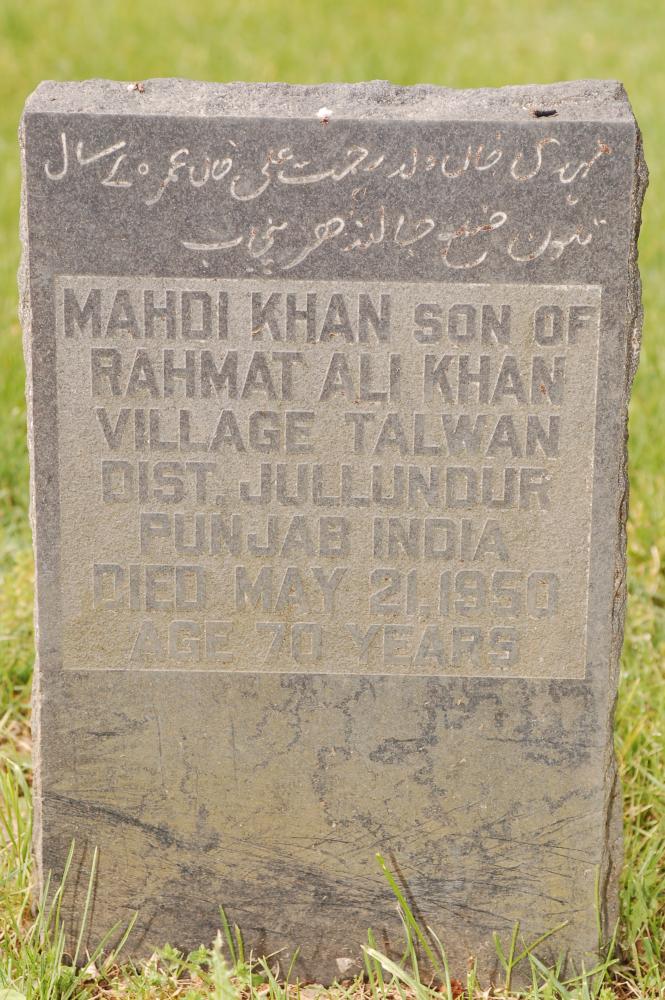 مہدی خاں ولد رحمت علی خاں عمر ۷۰ سال
تلون ضلع جالندھر پنجاب
MAHDI KHAN SON OF
RAHMAT ALI KHAN
VILLAGE TALWAN
DIST. JULLUNDUR
PUNJAB INDIA
DIED MAY 21, 1950
AGE 70 YEARS